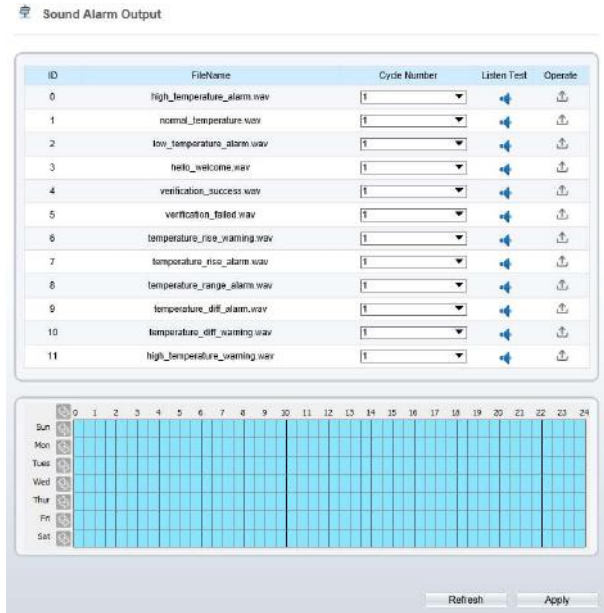 Sound Alarm Output
ID FileName Cycle Number Listen Test Operate
0 high_temperature_alarm.wav 1
1 normal_temperature.wav 1
2 low_temperature_alarm.wav 1
3 hello_welcome.wav 1
4 verification_success.wav 1
5 verification_failed.wav 1
6 temperature_rise_warning.wav 1
7 temperature_rise_alarm.wav 1
8 temperature_range_alarm.wav 1
9 temperature_diff_alarm.wav 1
10 temperature_diff_warning.wav 1
11 high_temperature_warning.wav 1
0 1 2 3 4 5 6 7 8 9 10 11 12 13 14 15 16 17 18 19 20 21 22 23 24
Sun
Mon
Tues
Wed
Thur
Fri
Sat
Refresh Apply